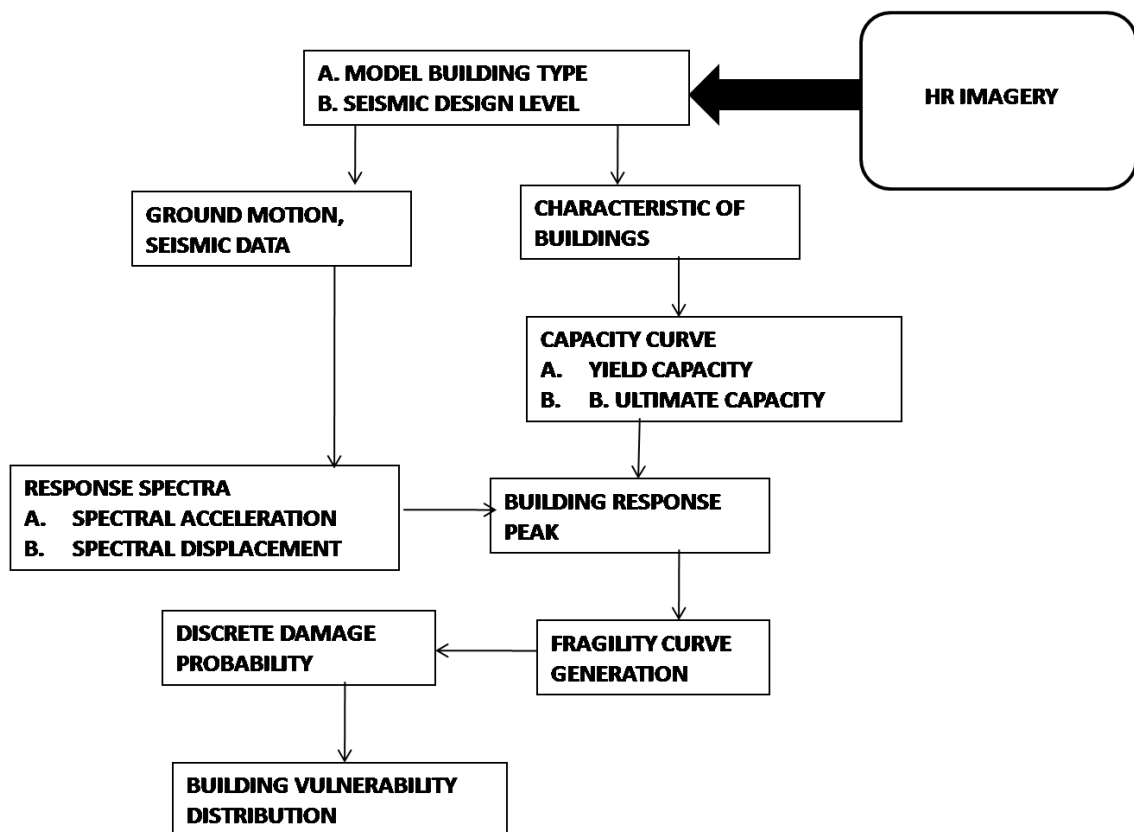 A. MODEL BUILDING TYPE
B. SEISMIC DESIGN LEVEL
HR IMAGERY
GROUND MOTION,
SEISMIC DATA
CHARACTERISTIC OF
BUILDINGS
CAPACITY CURVE
A. YIELD CAPACITY
B. B. ULTIMATE CAPACITY
RESPONSE SPECTRA
A. SPECTRAL ACCELERATION
B. SPECTRAL DISPLACEMENT
BUILDING RESPONSE
PEAK
DISCRETE DAMAGE
PROBABILITY
FRAGILITY CURVE
GENERATION
BUILDING VULNERABILITY
DISTRIBUTION